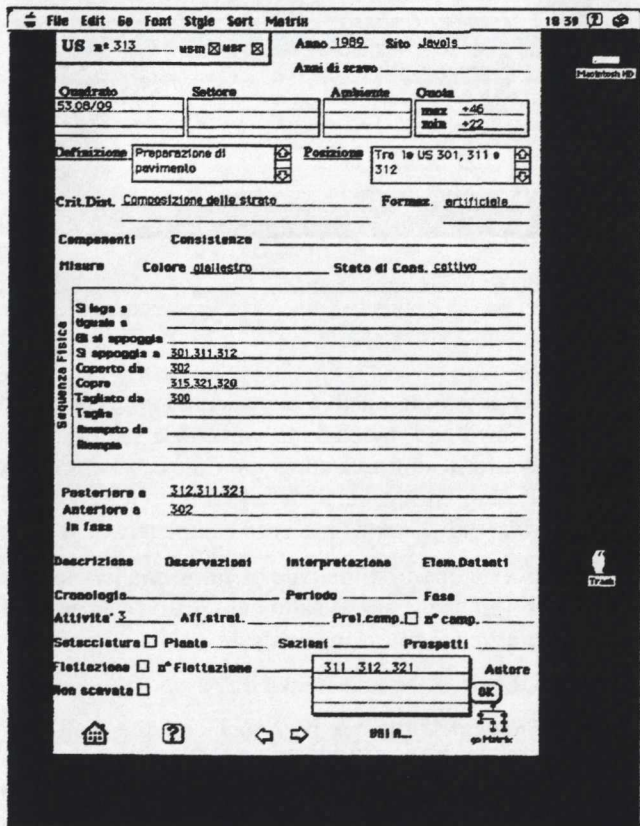 File Edit Go Font Style Sort Matrix 18 39
Macintosh HD
US nº 313 usm usr Anno 1989 Sito Javols
Anni di scavo
Quadrato Settore Ambiente Quota
53.08/09 max +46
min +22
Definizione Preparazione di pavimento Posizione Tra le US 301, 311 e 312
Crit.Dist. Composizione dello strato Formaz. artificiale
Componenti Consistenza
Misure Colore giallastro Stato di Cons. cattivo
Sequenza Fisica
Si lega a
Uguale a
Gli si appoggia
Si appoggia a 301,311,312
Coperto da 302
Copre 315,321,320
Tagliato da 300
Taglia
Riempito da
Riempie
Posteriore a 312,311,321
Anteriore a 302
In fase
Descrizione Osservazioni Interpretazione Elem.Datanti
Cronologia Periodo Fase
Attivita' 3 Aff.strat. Prel.camp. nº camp.
Setacciatura Piante Sezioni Prospetti
Flottazione nº Flottazione 311 ,312 ,321 Autore
Non scavata OK
? VAI A... go Matrix
Trash